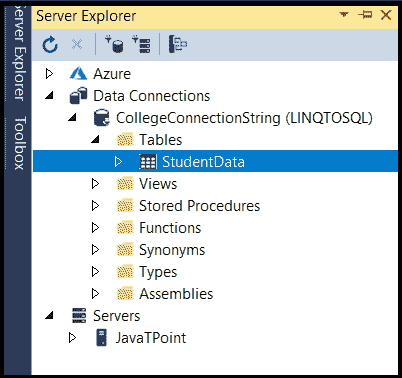 Server Explorer
Toolbox
Server Explorer
Azure
Data Connections
CollegeConnectionString (LINQTOSQL)
Tables
StudentData
Views
Stored Procedures
Functions
Synonyms
Types
Assemblies
Servers
JavaTPoint